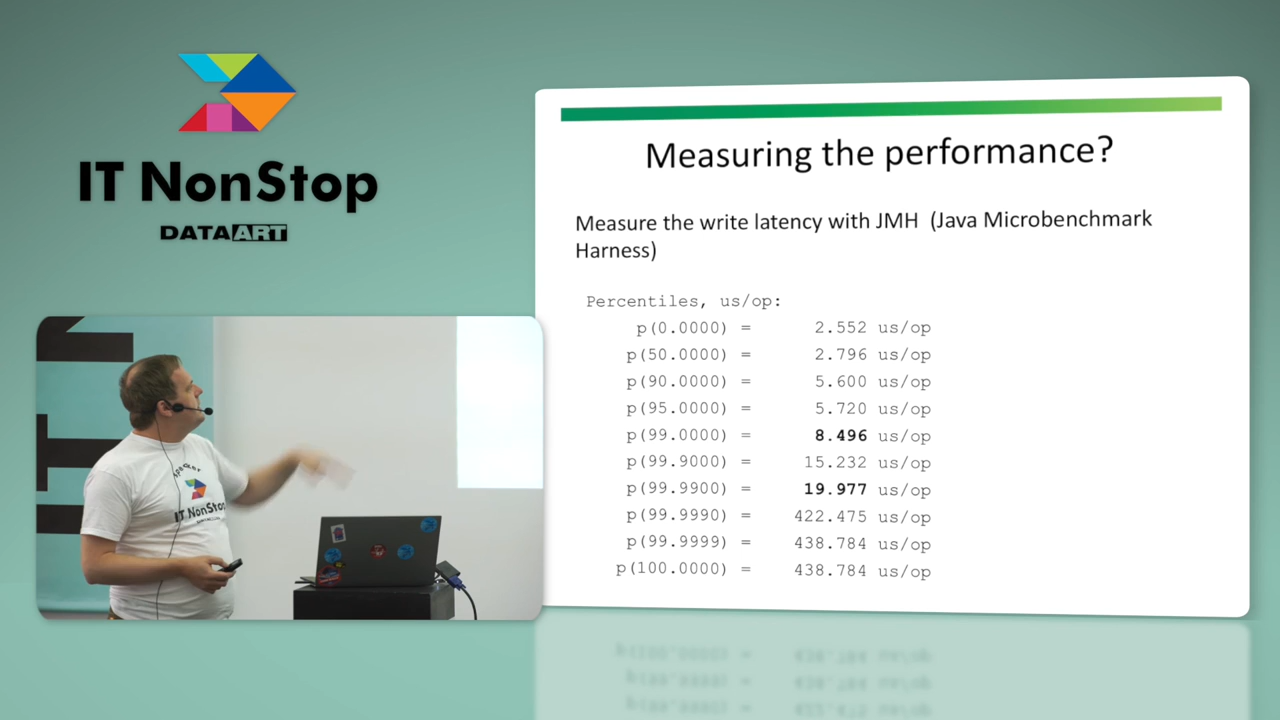 IT NonStop
DATAART
Measuring the performance?
Measure the write latency with JMH (Java Microbenchmark
Harness)
Percentiles, us/op:
p(0.0000) = 2.552 us/op
p(50.0000) = 2.796 us/op
p(90.0000) = 5.600 us/op
p(95.0000) = 5.720 us/op
p(99.0000) = 8.496 us/op
p(99.9000) = 15.232 us/op
p(99.9900) = 19.977 us/op
p(99.9990) = 422.475 us/op
p(99.9999) = 438.784 us/op
p(100.0000) = 438.784 us/op
IT NonStop